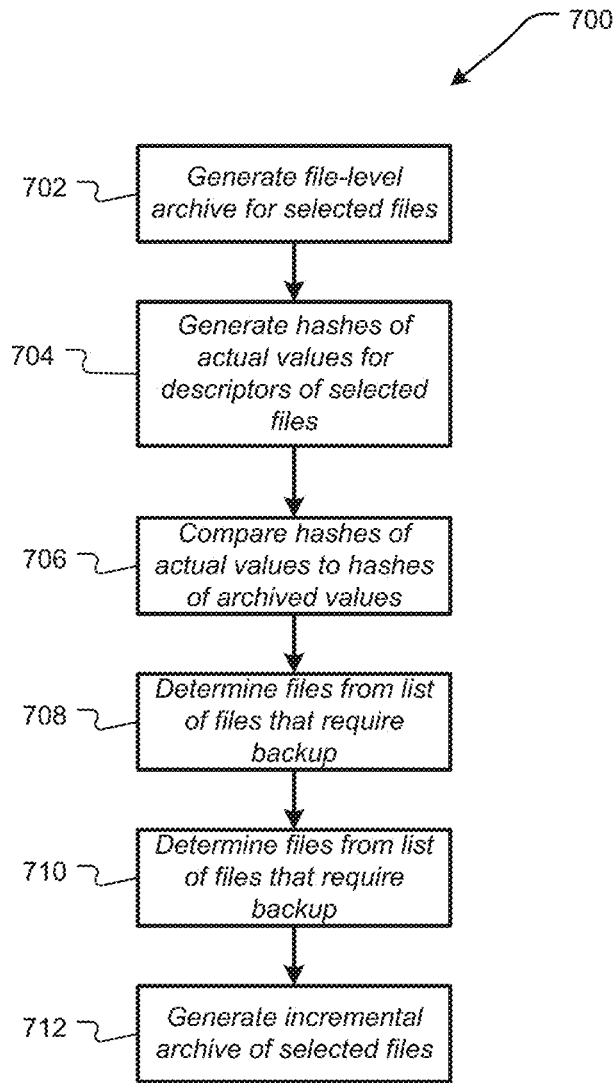 700
702
Generate file-level
archive for selected files
704
Generate hashes of
actual values for
descriptors of selected
files
706
Compare hashes of
actual values to hashes
of archived values
708
Determine files from list
of files that require
backup
710
Determine files from list
of files that require
backup
712
Generate incremental
archive of selected files